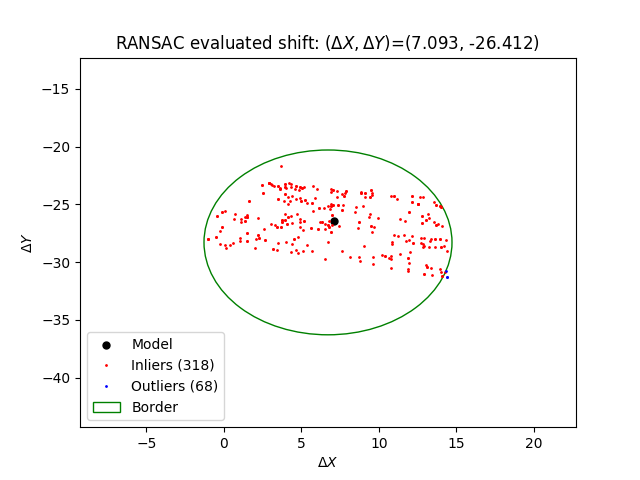 RANSAC evaluated shift: (ΔX, ΔY)=(7.093, -26.412)
−15
−20
−25
−30
−35
−40
ΔY
Model
Inliers (318)
Outliers (68)
Border
−5
0
5
10
15
20
ΔX